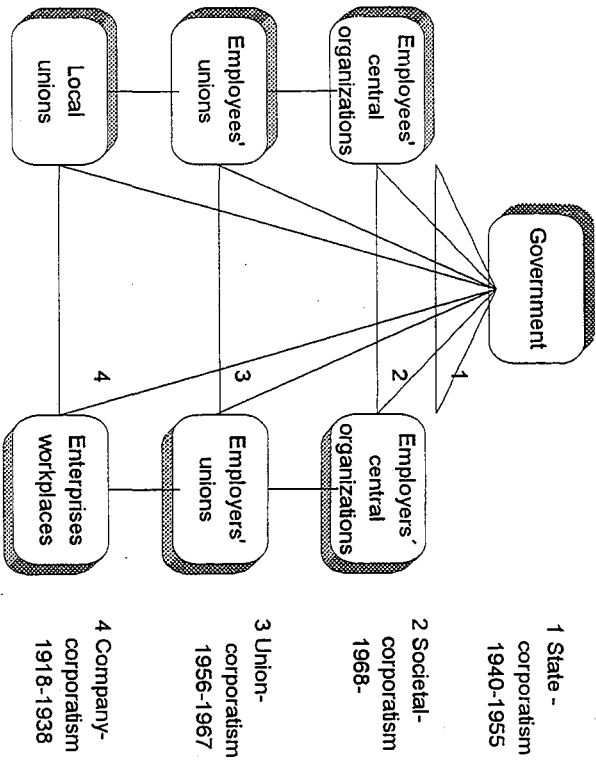 Government
1
Employees'
central
organizations
2
Employers´
central
organizations
Employees'
unions
3
Employers'
unions
Local
unions
4
Enterprises
workplaces
1 State -
corporatism
1940-1955
2 Societal-
corporatism
1968-
3 Union-
corporatism
1956-1967
4 Company-
corporatism
1918-1938